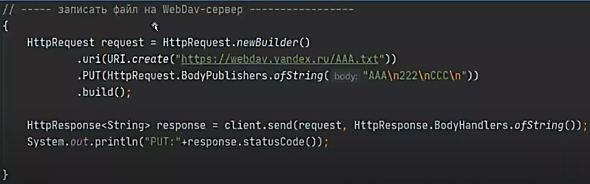 // ----- записать файл на WebDav-сервер ----------------
{
HttpRequest request = HttpRequest.newBuilder()
.uri(URI.create("https://webdav.yandex.ru/AAA.txt"))
.PUT(HttpRequest.BodyPublishers.ofString( body: "AAA\n222\nCCC\n"))
.build();
HttpResponse<String> response = client.send(request, HttpResponse.BodyHandlers.ofString());
System.out.println("PUT:"+response.statusCode());
}